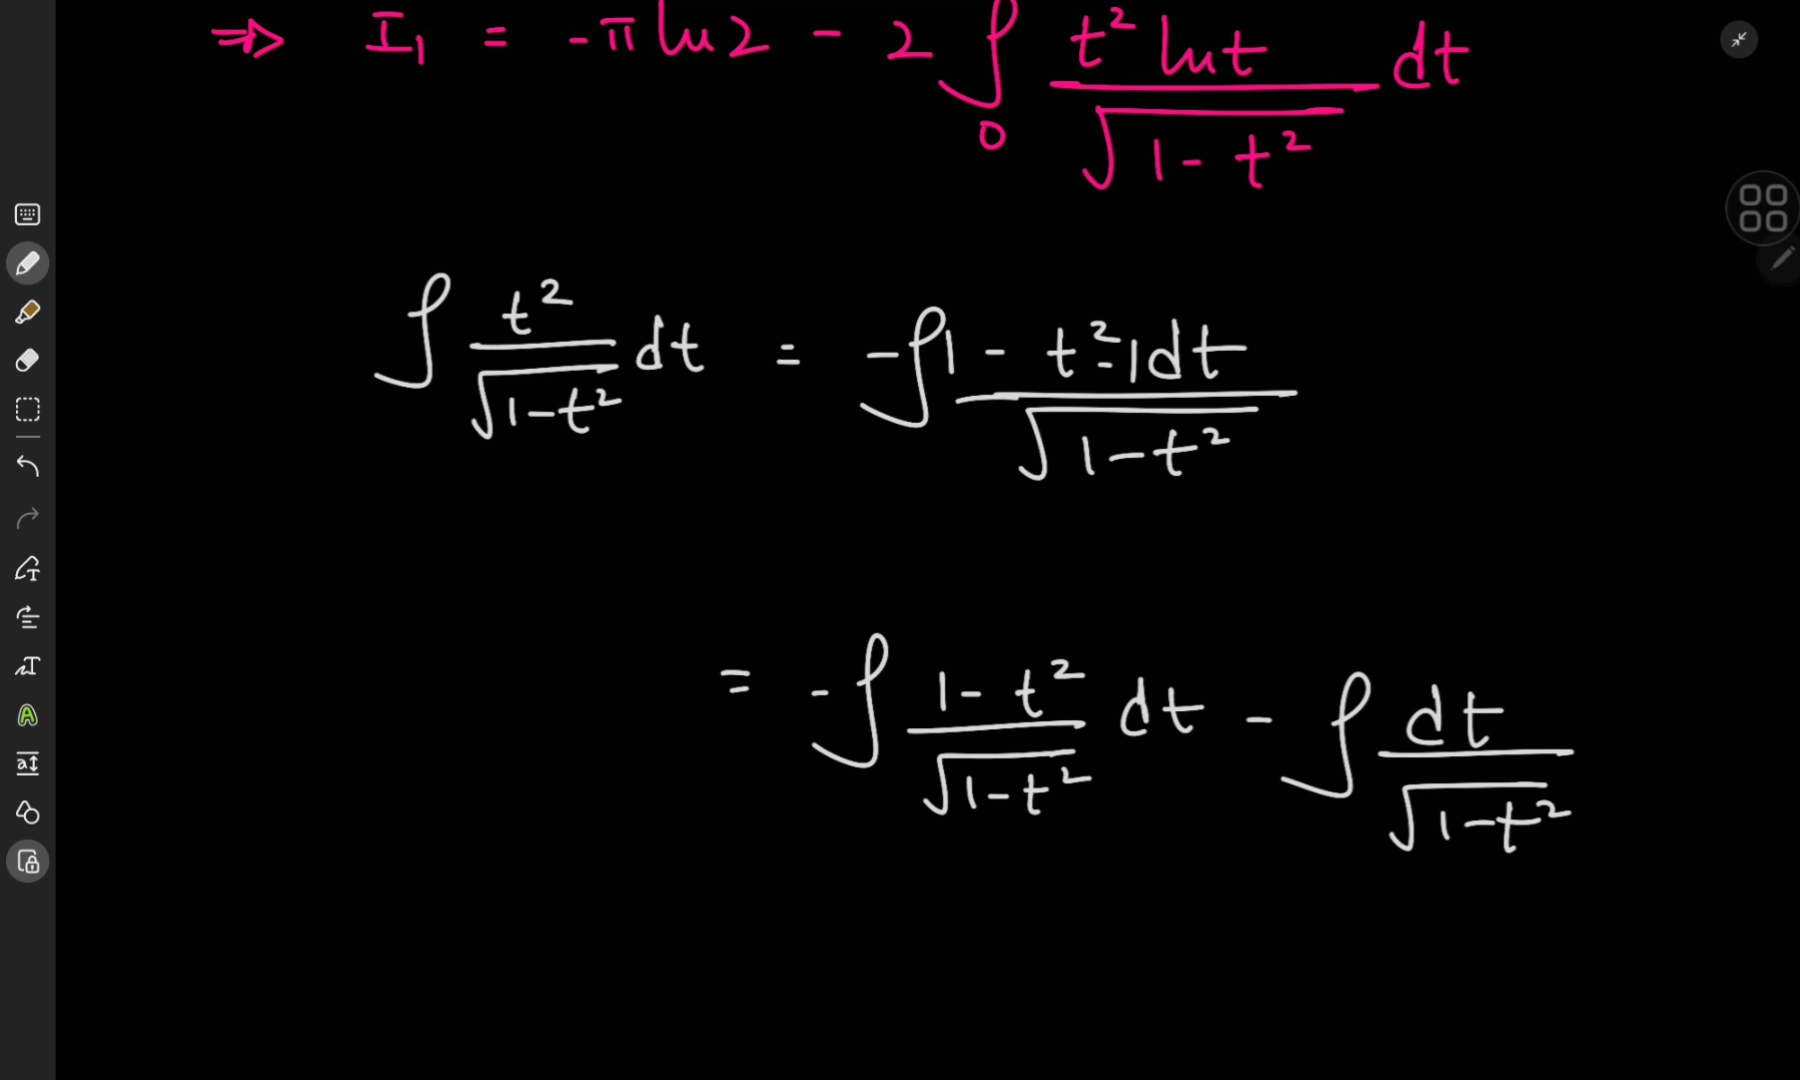 ⇒ I₁ = -π ln2 - 2 ∫₀ (t² ln t)/√(1 - t²) dt
∫ t²/√(1-t²) dt = -∫ (1 - t² - 1 dt)/√(1-t²)
= -∫ (1-t²)/√(1-t²) dt - ∫ dt/√(1-t²)